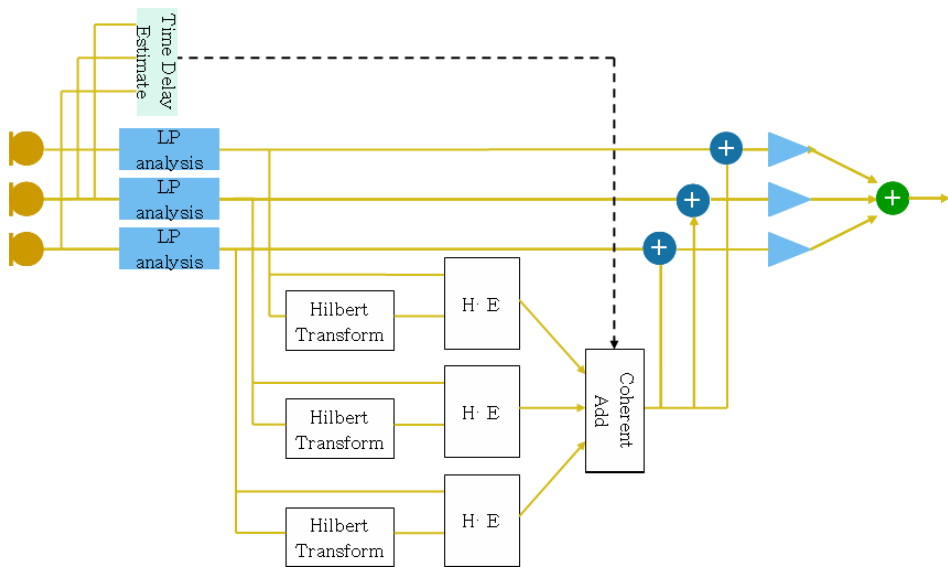 Time Delay
Estimate
LP
analysis
LP
analysis
LP
analysis
+
+
+
+
Hilbert
Transform
H· E
Hilbert
Transform
H· E
Hilbert
Transform
H· E
Coherent
Add